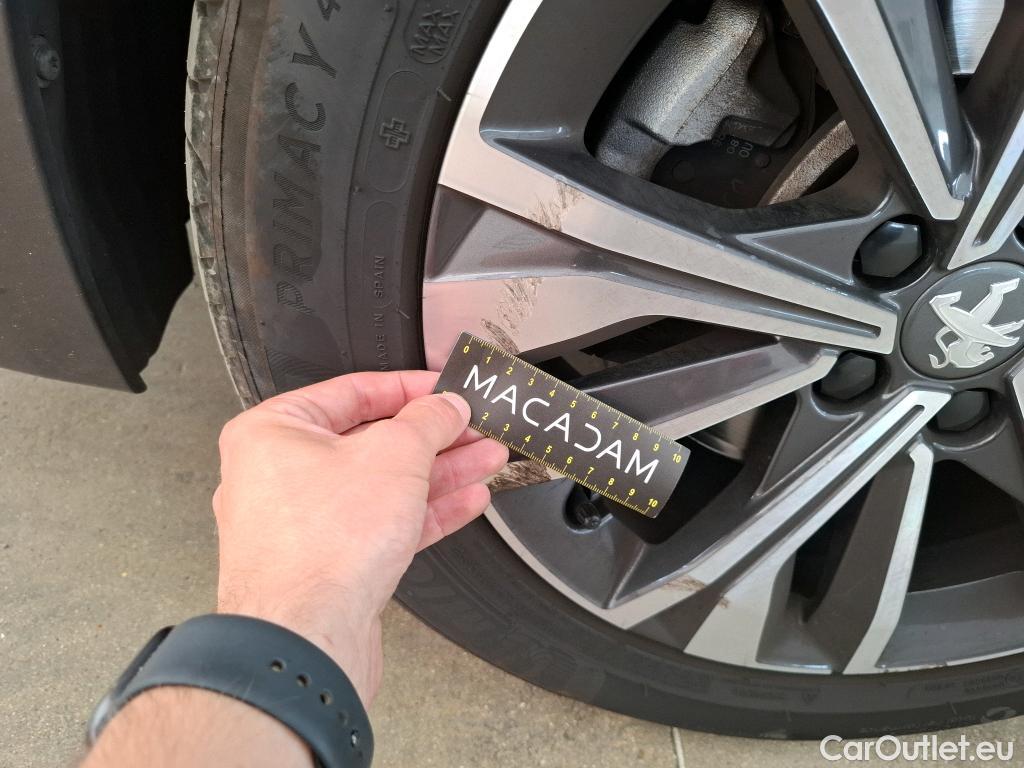 PRIMACY 4
MAX
MAX
MADE IN SPAIN
0 1 2 3 4 5 6 7 8 9 10
MACADAM
2 3 4 5 6 7 8 9 10
CarOutlet.eu